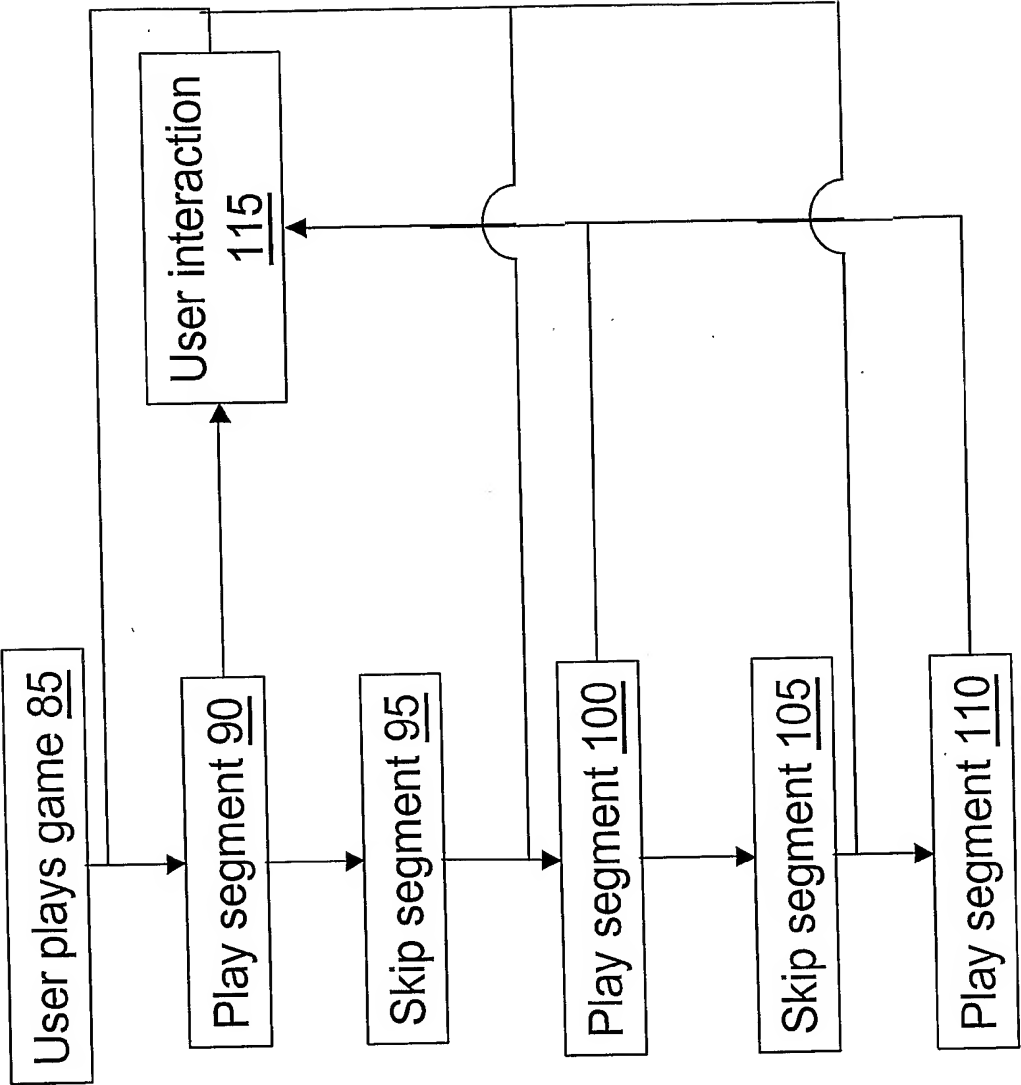 User plays game 85
Play segment 90
Skip segment 95
Play segment 100
Skip segment 105
Play segment 110
User interaction
115